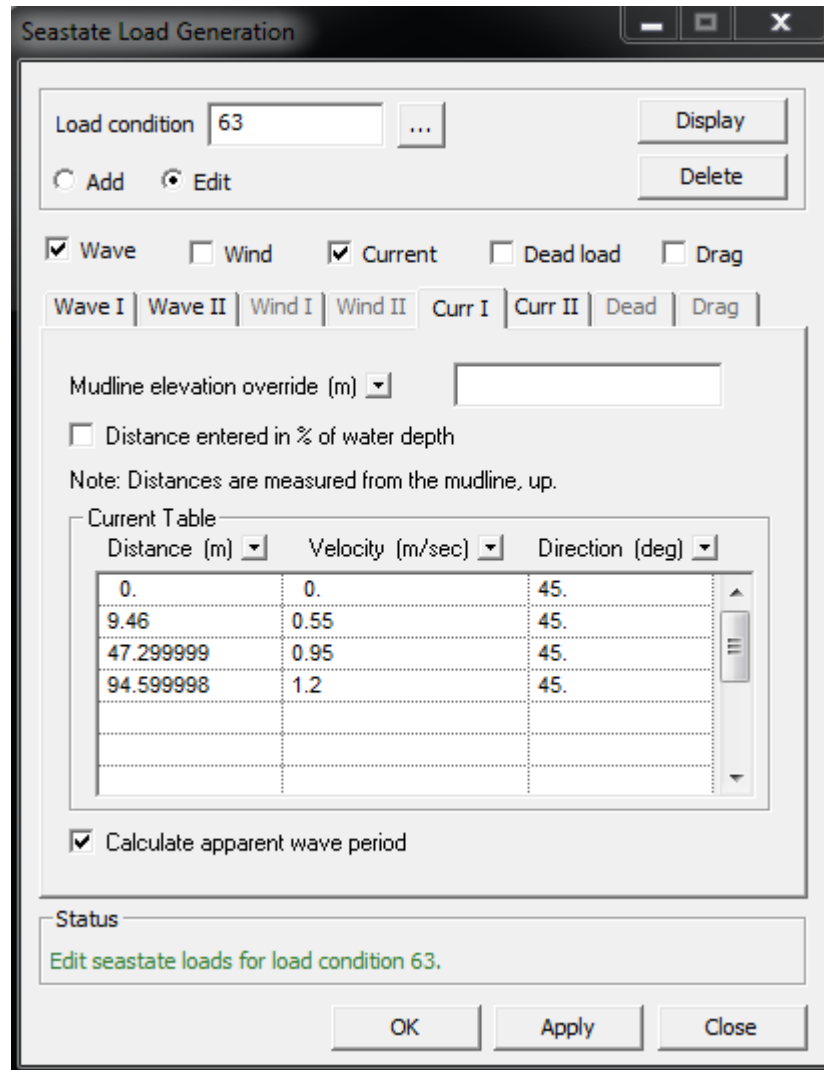 Seastate Load Generation
Load condition 63 ... Display
Add Edit Delete
Wave Wind Current Dead load Drag
Wave I Wave II Wind I Wind II Curr I Curr II Dead Drag
Mudline elevation override (m)
Distance entered in % of water depth
Note: Distances are measured from the mudline, up.
Current Table
Distance (m) Velocity (m/sec) Direction (deg)
0. 0. 45.
9.46 0.55 45.
47.299999 0.95 45.
94.599998 1.2 45.
Calculate apparent wave period
Status
Edit seastate loads for load condition 63.
OK Apply Close